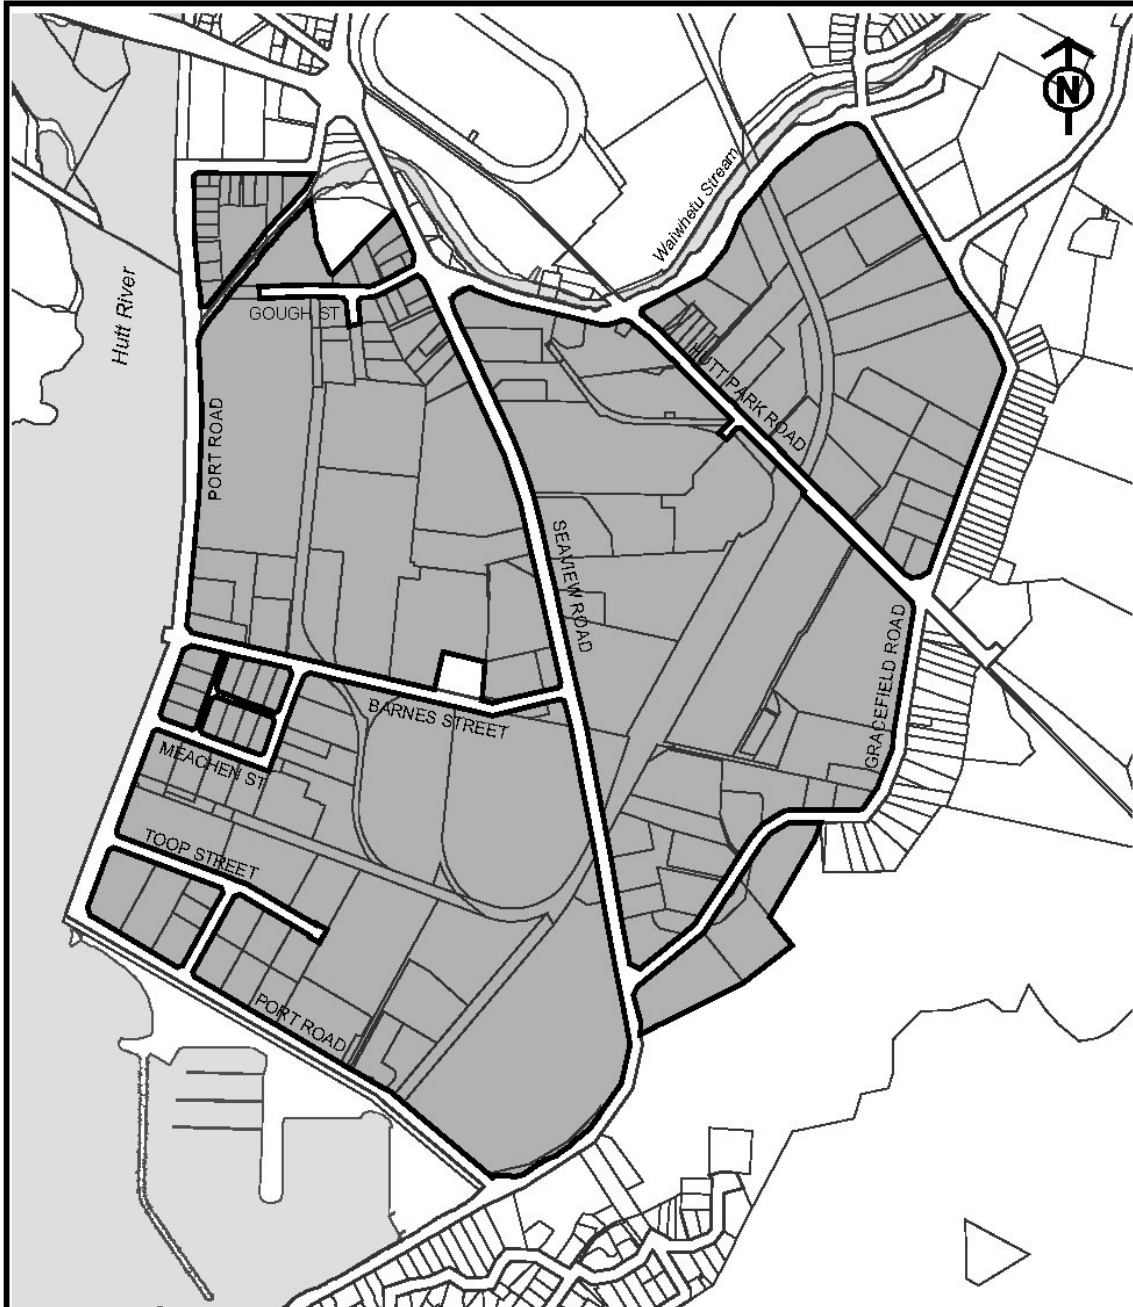 N
Waiwhetu Stream
Hutt River
GOUGH ST
HUTT PARK ROAD
PORT ROAD
SEAVIEW ROAD
GRACEFIELD ROAD
BARNES STREET
MEACHEN ST
TOOP STREET
PORT ROAD